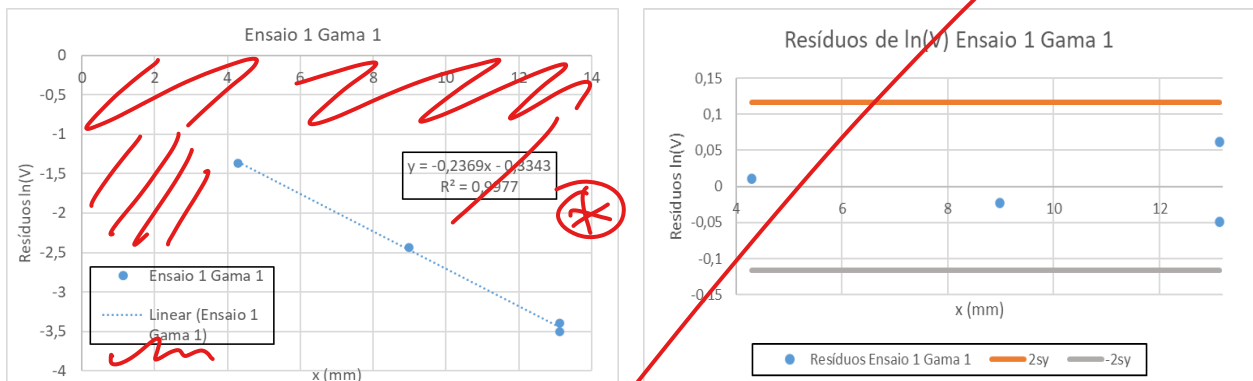 Ensaio 1 Gama 1
0
0 2 4 6 8 10 12 14
-0,5
-1
-1,5
-2
-2,5
-3
-3,5
-4
Resíduos ln(V)
y = -0,2369x - 0,3343
R² = 0,9977
Ensaio 1 Gama 1
Linear (Ensaio 1
Gama 1)
x (mm)
Resíduos de ln(V) Ensaio 1 Gama 1
0,15
0,1
0,05
0
-0,05
-0,1
-0,15
4 6 8 10 12
Resíduos ln(V)
x (mm)
Resíduos Ensaio 1 Gama 1 2sy -2sy